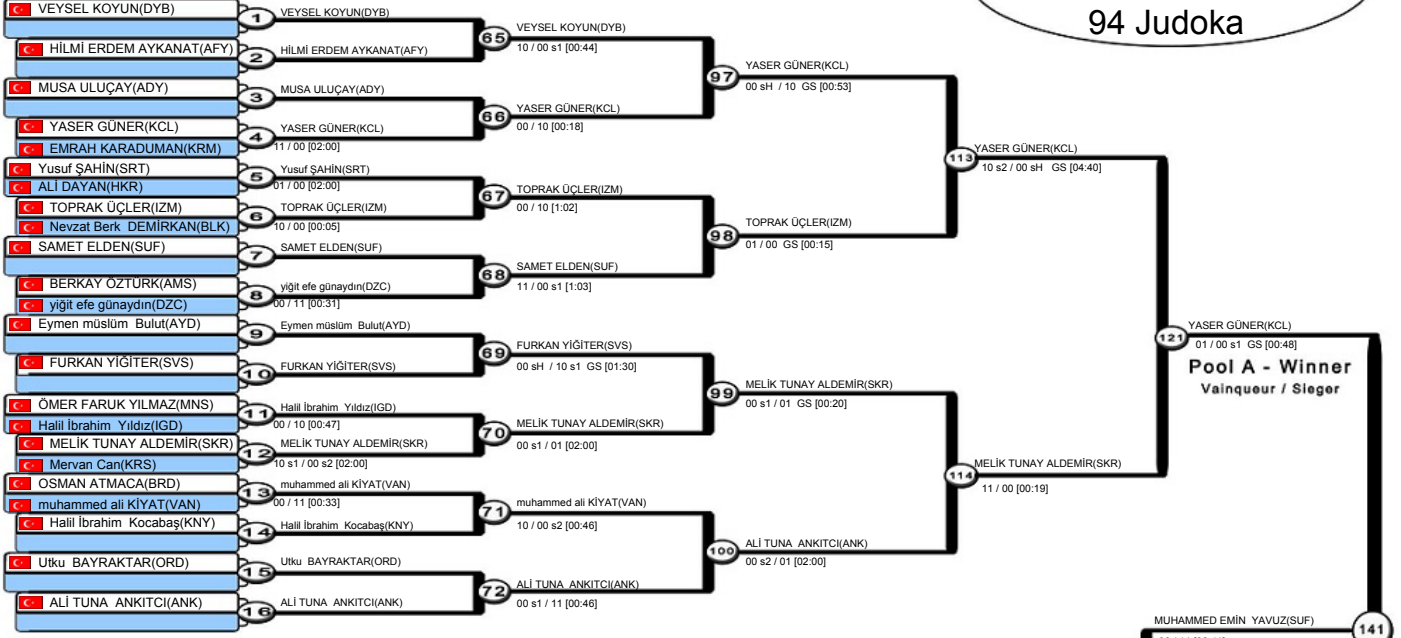 94 Judoka
VEYSEL KOYUN(DYB)
HİLMİ ERDEM AYKANAT(AFY)
MUSA ULUÇAY(ADY)
YASER GÜNER(KCL)
EMRAH KARADUMAN(KRM)
Yusuf ŞAHİN(SRT)
ALİ DAYAN(HKR)
TOPRAK ÜÇLER(IZM)
Nevzat Berk DEMİRKAN(BLK)
SAMET ELDEN(SUF)
BERKAY ÖZTÜRK(AMS)
yiğit efe günaydın(DZC)
Eymen müslüm Bulut(AYD)
FURKAN YİĞİTER(SVS)
ÖMER FARUK YILMAZ(MNS)
Halil İbrahim Yıldız(IGD)
MELİK TUNAY ALDEMİR(SKR)
Mervan Can(KRS)
OSMAN ATMACA(BRD)
muhammed ali KİYAT(VAN)
Halil İbrahim Kocabaş(KNY)
Utku BAYRAKTAR(ORD)
ALİ TUNA ANKITCI(ANK)
1
VEYSEL KOYUN(DYB)
2
HİLMİ ERDEM AYKANAT(AFY)
3
MUSA ULUÇAY(ADY)
4
YASER GÜNER(KCL)
11 / 00 [02:00]
5
Yusuf ŞAHİN(SRT)
01 / 00 [02:00]
6
TOPRAK ÜÇLER(IZM)
10 / 00 [00:05]
7
SAMET ELDEN(SUF)
8
yiğit efe günaydın(DZC)
00 / 11 [00:31]
9
Eymen müslüm Bulut(AYD)
10
FURKAN YİĞİTER(SVS)
11
Halil İbrahim Yıldız(IGD)
00 / 10 [00:47]
12
MELİK TUNAY ALDEMİR(SKR)
10 s1 / 00 s2 [02:00]
13
muhammed ali KİYAT(VAN)
00 / 11 [00:33]
14
Halil İbrahim Kocabaş(KNY)
15
Utku BAYRAKTAR(ORD)
16
ALİ TUNA ANKITCI(ANK)
65
VEYSEL KOYUN(DYB)
10 / 00 s1 [00:44]
66
YASER GÜNER(KCL)
00 / 10 [00:18]
67
TOPRAK ÜÇLER(IZM)
00 / 10 [1:02]
68
SAMET ELDEN(SUF)
11 / 00 s1 [1:03]
69
FURKAN YİĞİTER(SVS)
00 sH / 10 s1 GS [01:30]
70
MELİK TUNAY ALDEMİR(SKR)
00 s1 / 01 [02:00]
71
muhammed ali KİYAT(VAN)
10 / 00 s2 [00:46]
72
ALİ TUNA ANKITCI(ANK)
00 s1 / 11 [00:46]
97
YASER GÜNER(KCL)
00 sH / 10 GS [00:53]
98
TOPRAK ÜÇLER(IZM)
01 / 00 GS [00:15]
99
MELİK TUNAY ALDEMİR(SKR)
00 s1 / 01 GS [00:20]
100
ALİ TUNA ANKITCI(ANK)
00 s2 / 01 [02:00]
113
YASER GÜNER(KCL)
10 s2 / 00 sH GS [04:40]
114
MELİK TUNAY ALDEMİR(SKR)
11 / 00 [00:19]
121
YASER GÜNER(KCL)
01 / 00 s1 GS [00:48]
Pool A - Winner
Vainqueur / Sieger
MUHAMMED EMİN YAVUZ(SUF)
141